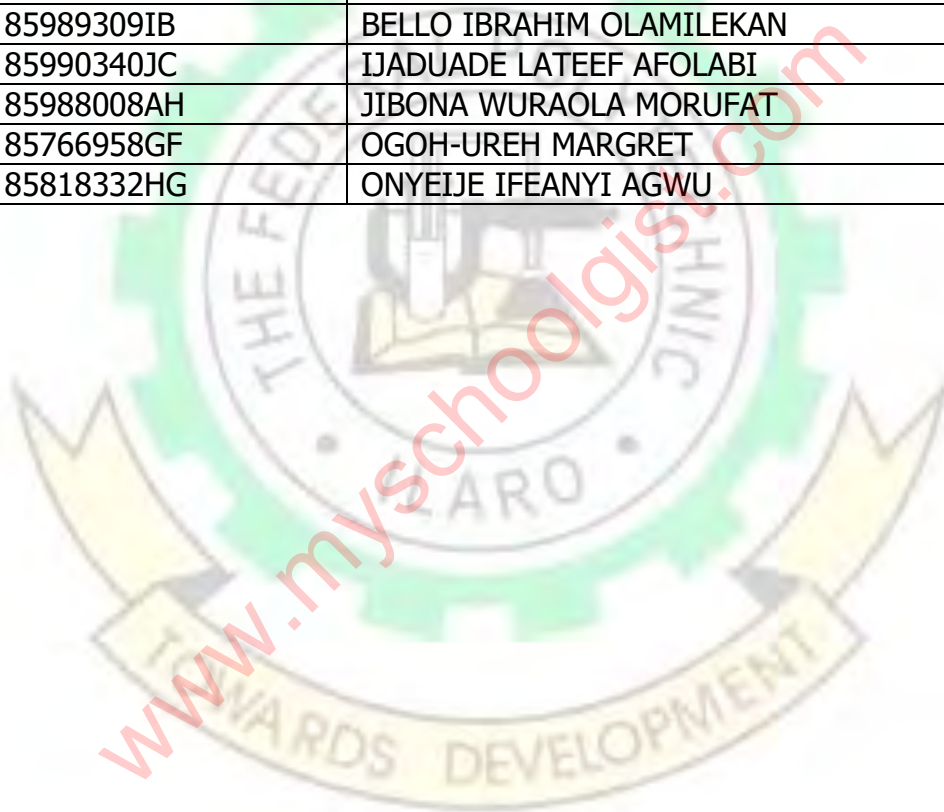 85989309IB BELLO IBRAHIM OLAMILEKAN
85990340JC IJADUADE LATEEF AFOLABI
85988008AH JIBONA WURAOLA MORUFAT
85766958GF OGOH-UREH MARGRET
85818332HG ONYEIJE IFEANYI AGWU
THE FEDERAL POLYTECHNIC
ILARO
TOWARDS DEVELOPMENT
www.myschoolgist.com